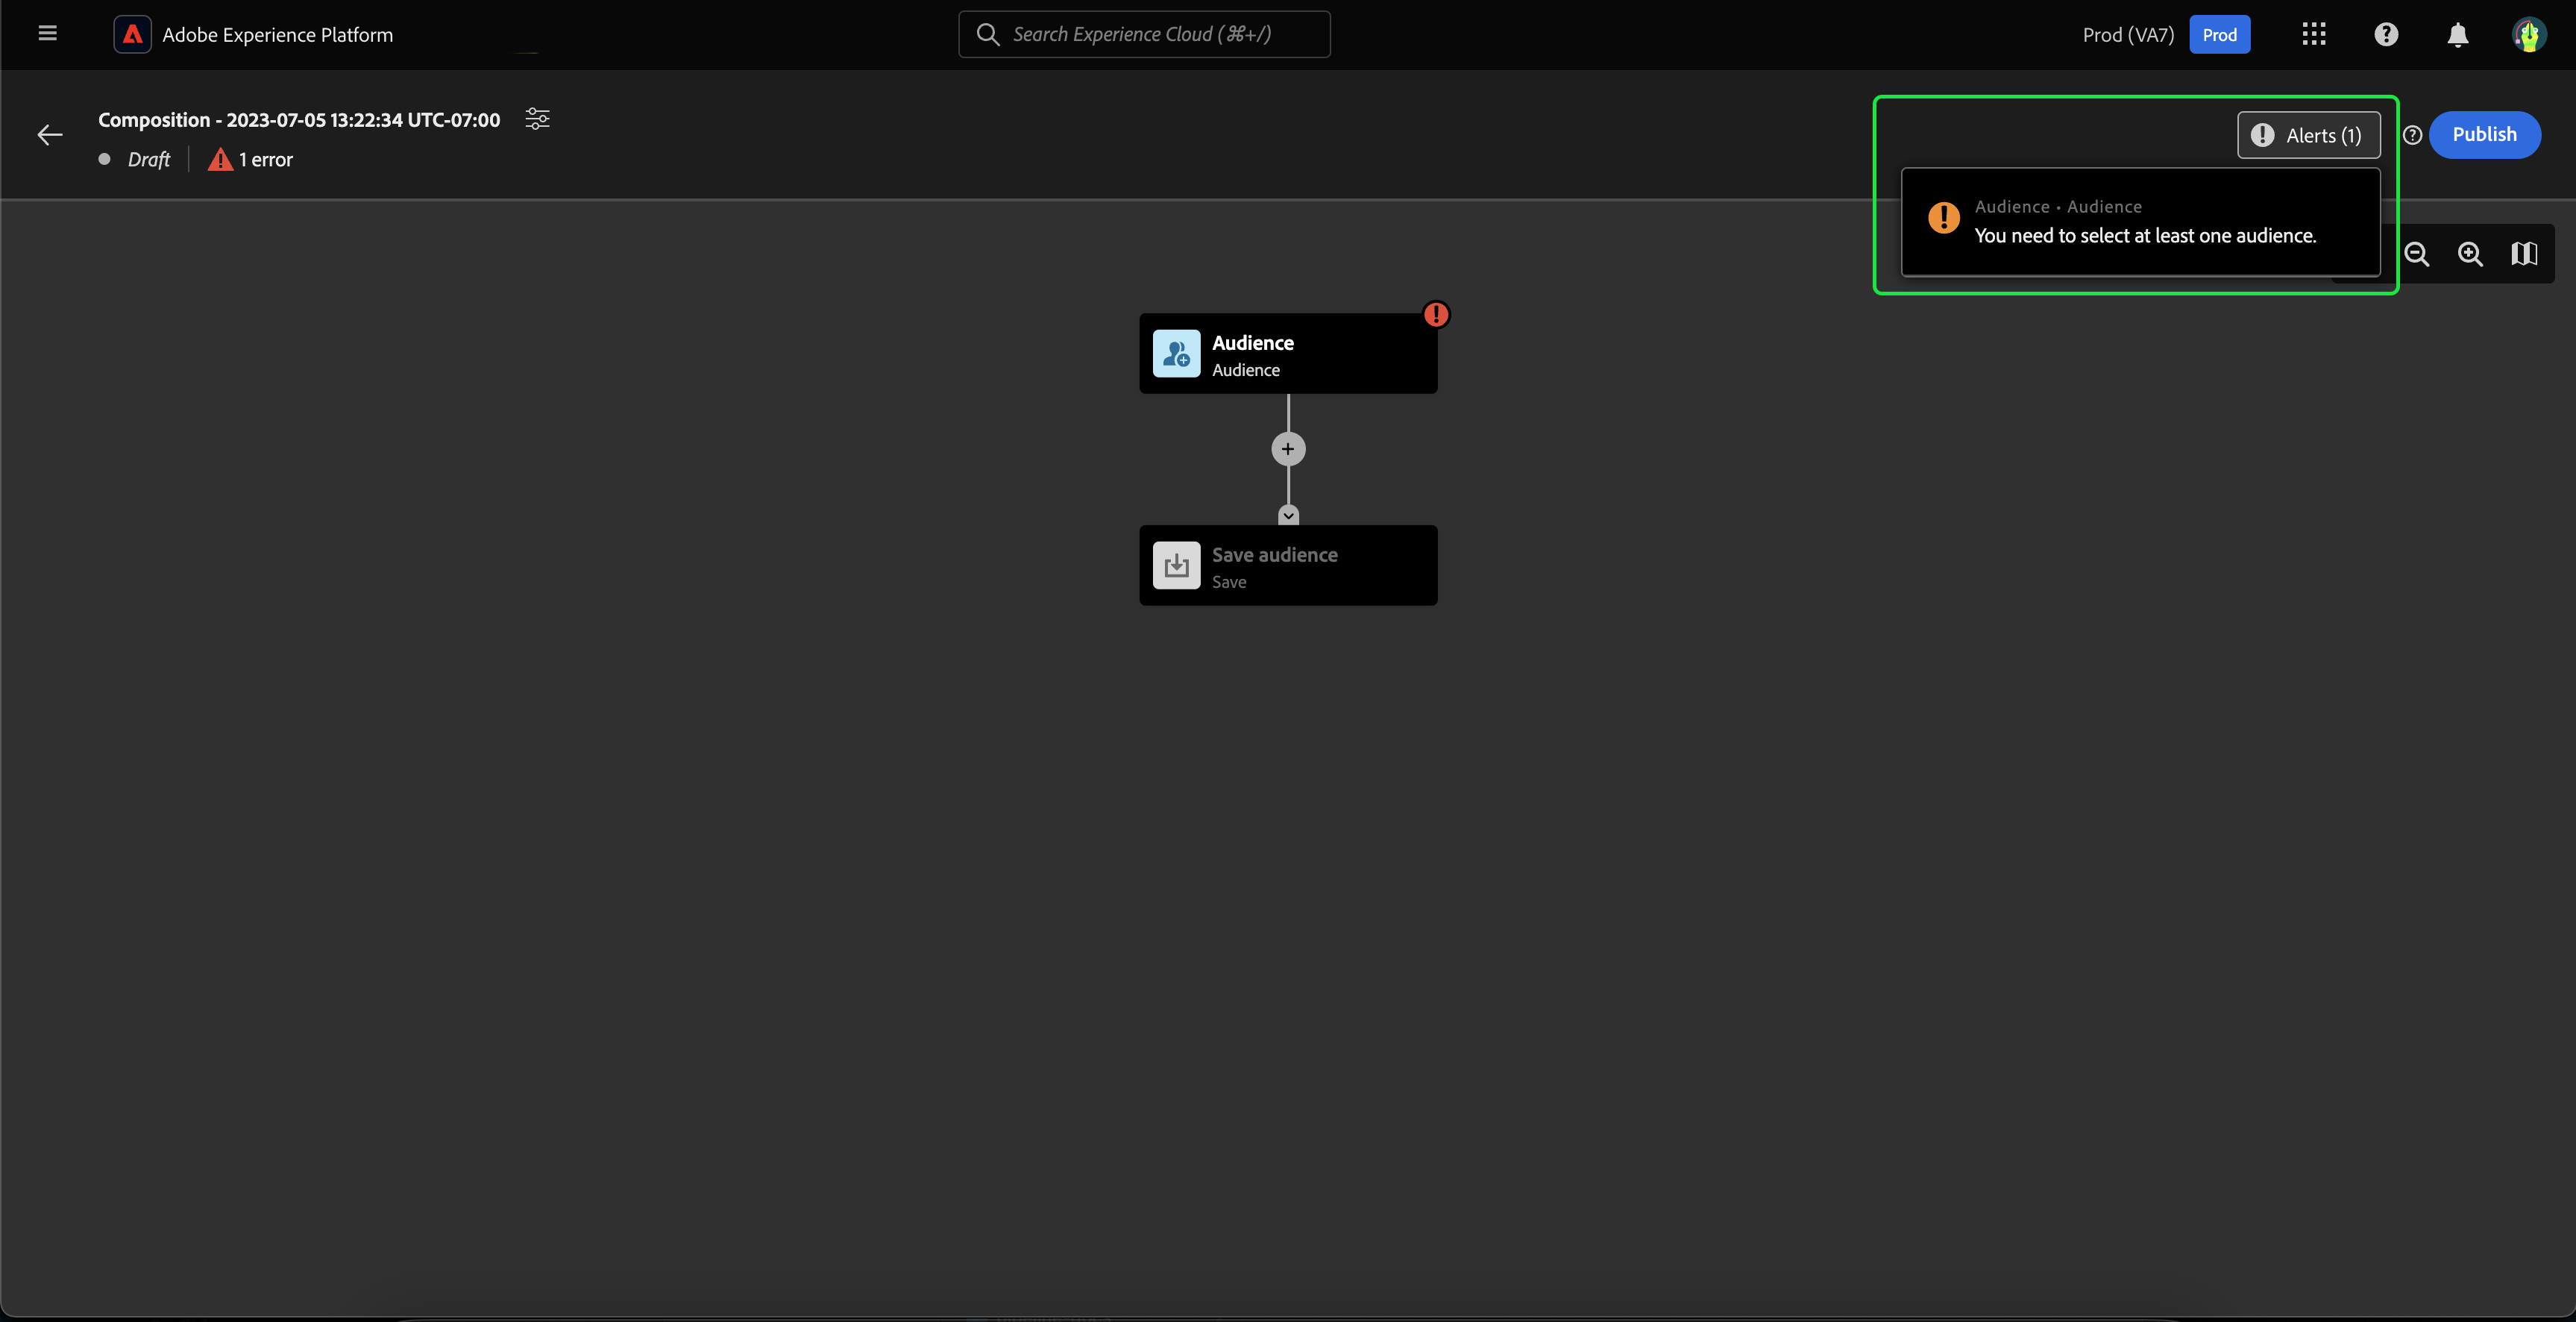 Adobe Experience Platform
Search Experience Cloud (⌘+/)
Prod (VA7)
Prod
Composition - 2023-07-05 13:22:34 UTC-07:00
Draft
1 error
Alerts (1)
Publish
Audience • Audience
You need to select at least one audience.
Audience
Audience
Save audience
Save